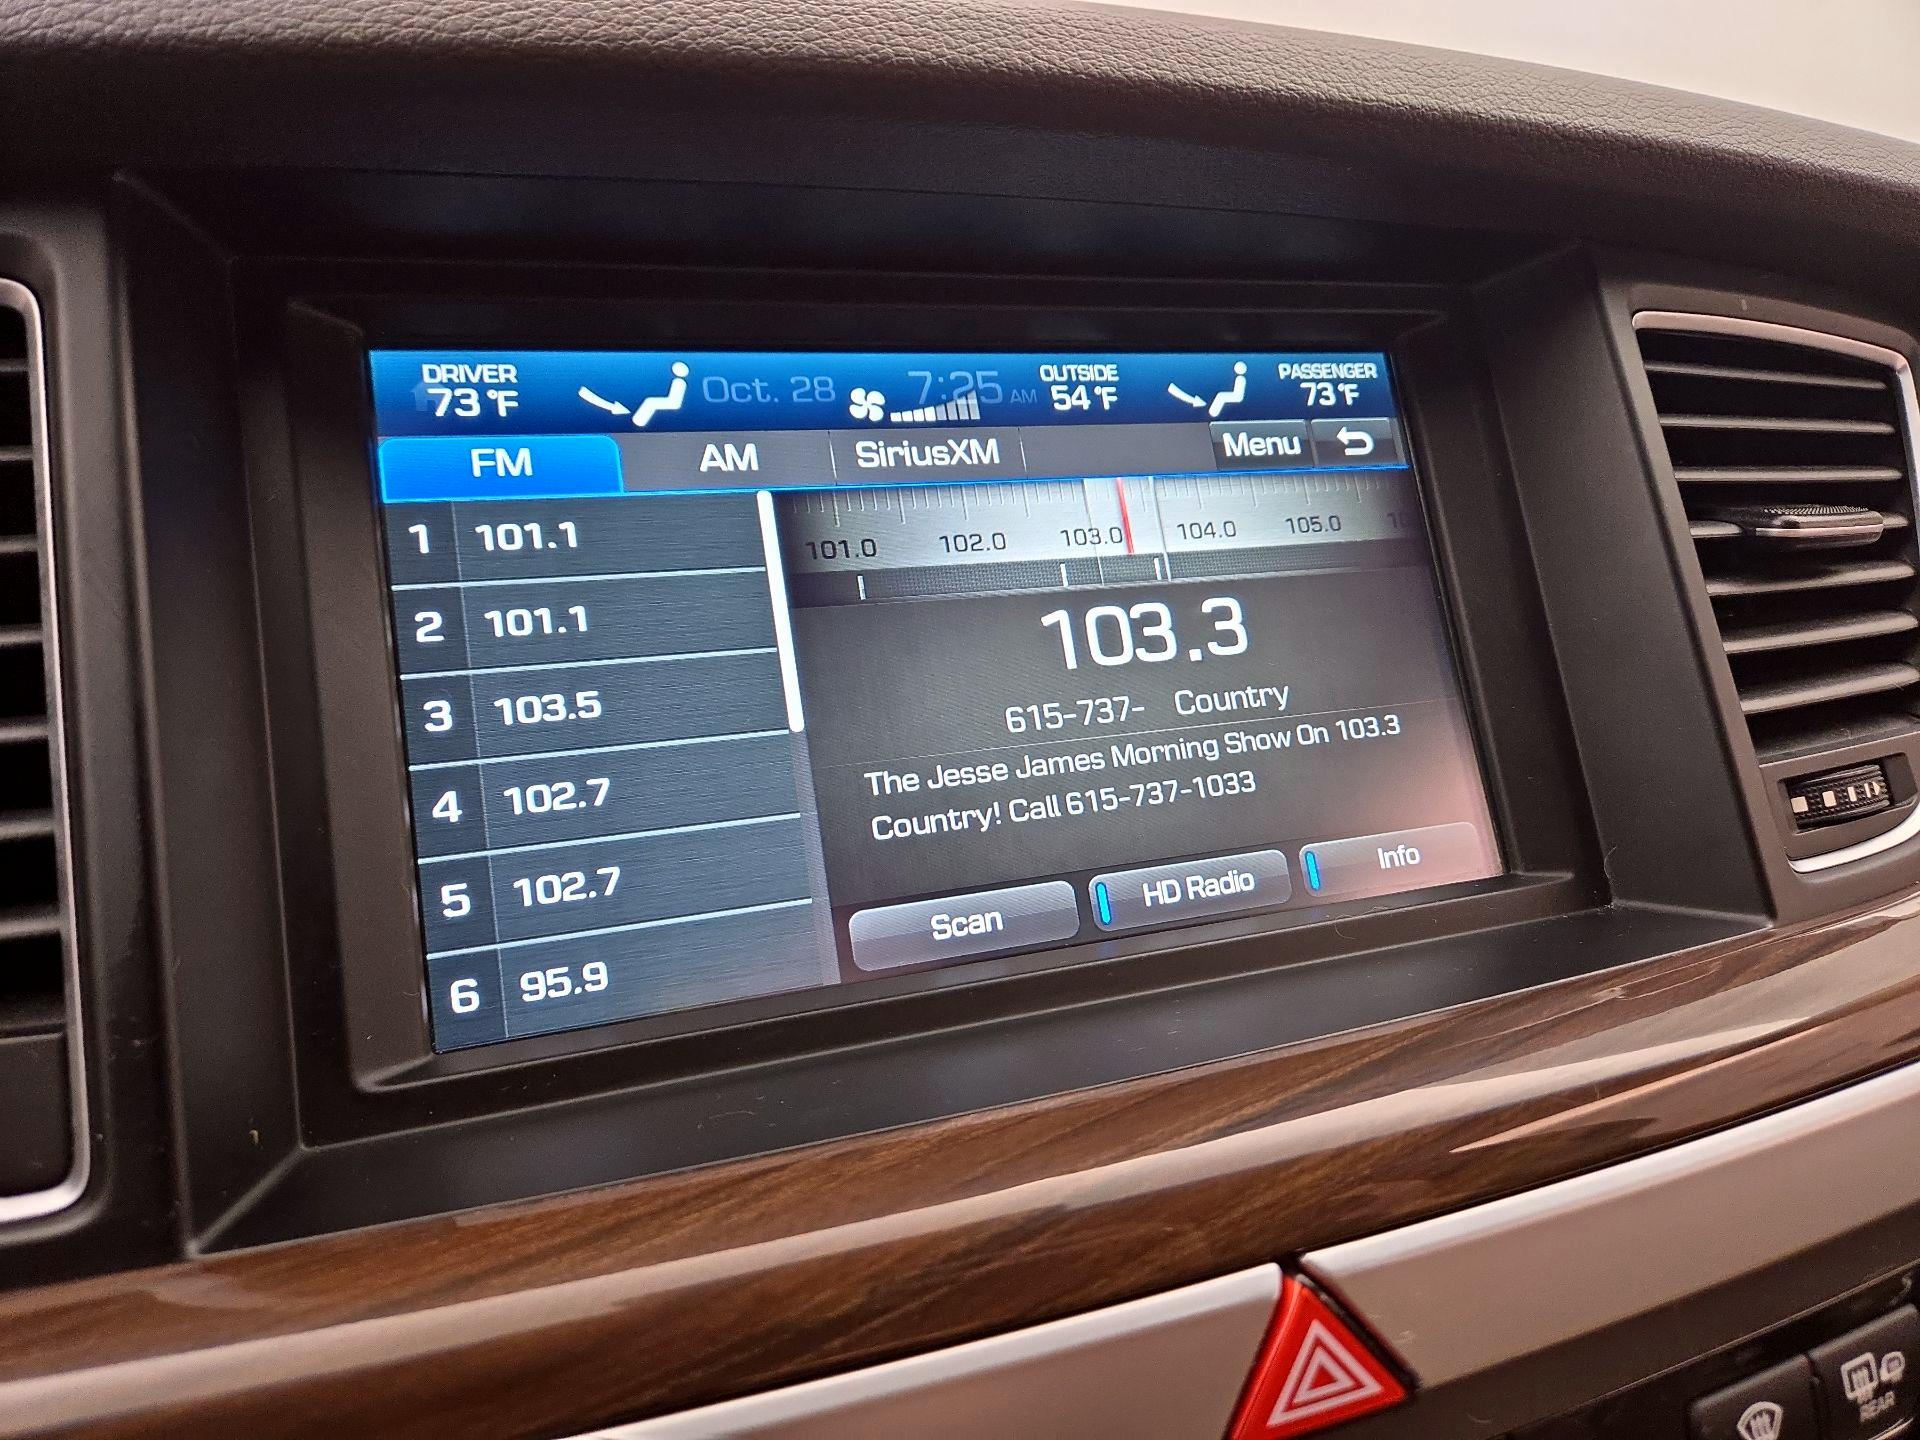 DRIVER
73°F
Oct. 28
7:25 AM
OUTSIDE
54°F
PASSENGER
73°F
FM
AM
SiriusXM
Menu
1 101.1
2 101.1
3 103.5
4 102.7
5 102.7
6 95.9
101.0 102.0 103.0 104.0 105.0 10
103.3
615-737- Country
The Jesse James Morning Show On 103.3
Country! Call 615-737-1033
Scan
HD Radio
Info
REAR